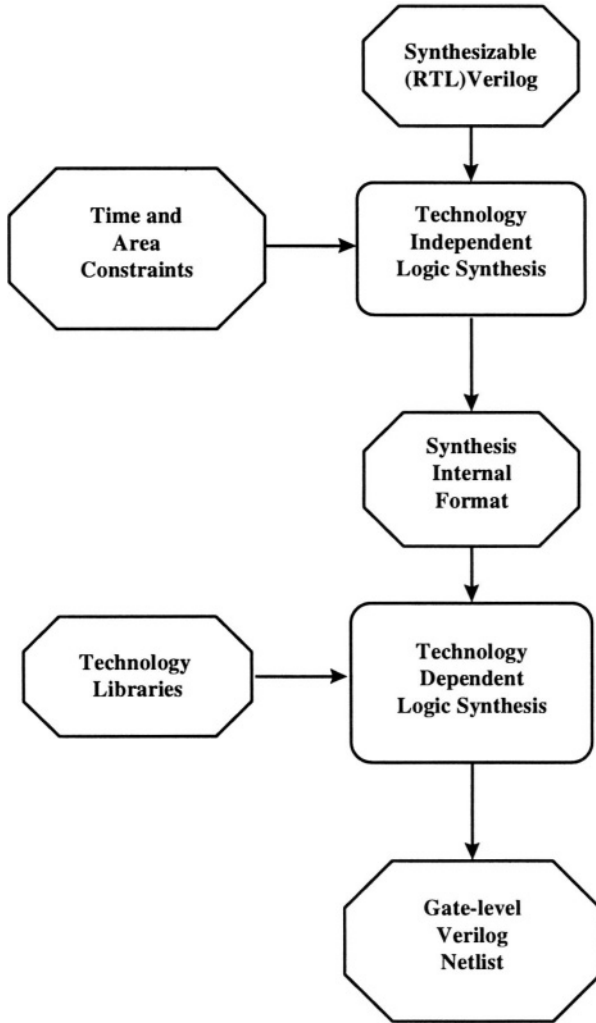 Synthesizable
(RTL)Verilog
Time and
Area
Constraints
Technology
Independent
Logic Synthesis
Synthesis
Internal
Format
Technology
Libraries
Technology
Dependent
Logic Synthesis
Gate-level
Verilog
Netlist